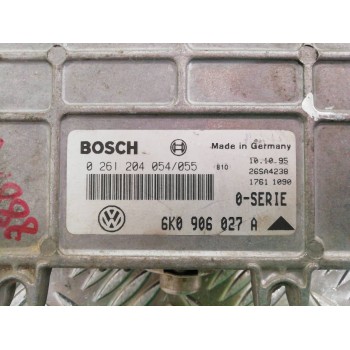 BOSCH Made in Germany
0 261 204 054/055 B10 10.10.95
26SA4238
1761 1090
0-SERIE
6K0 906 027 A